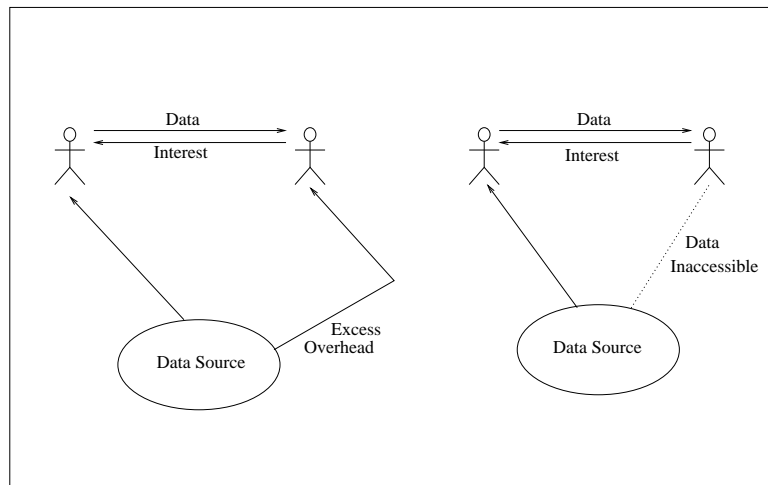 Data
Interest
Excess
Overhead
Data Source
Data
Interest
Data
Inaccessible
Data Source